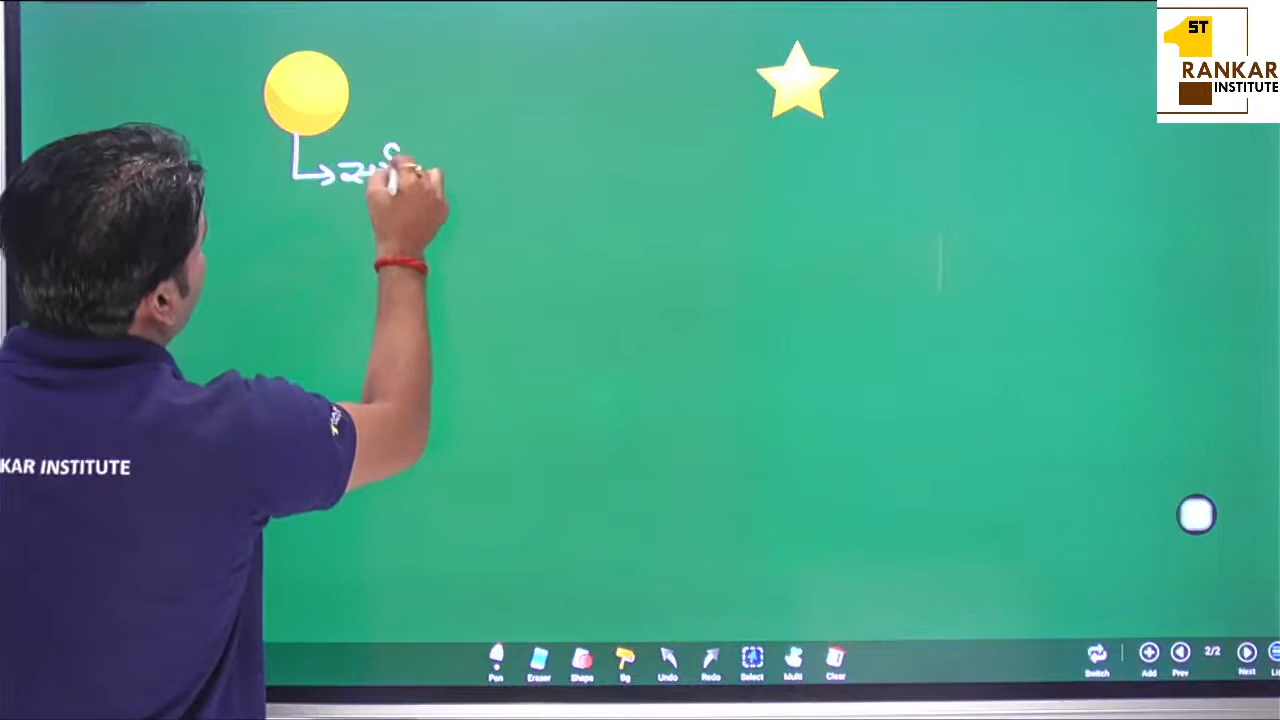 1ST
RANKAR
INSTITUTE
KAR INSTITUTE
Pen Eraser Shape Bg Undo Redo Select Multi Clear Switch Add Prev 2/2 Next